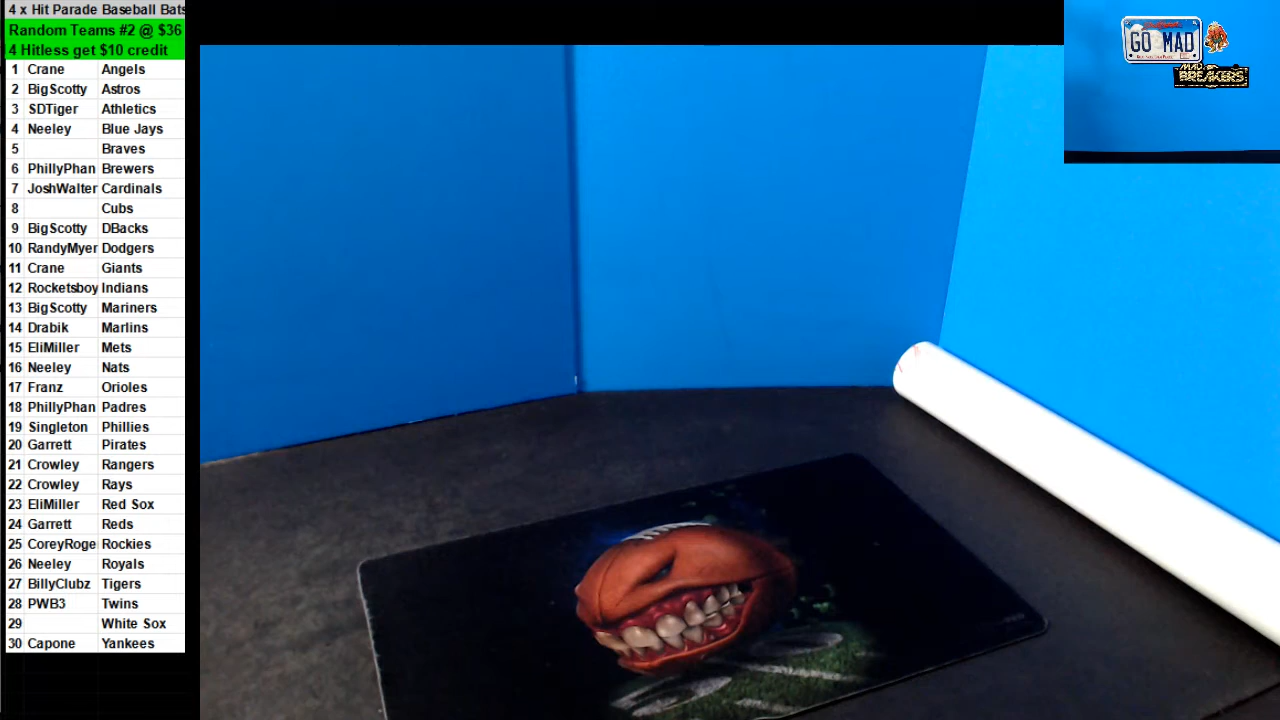 4 x Hit Parade Baseball Bats
Random Teams #2 @ $36
4 Hitless get $10 credit
1 Crane Angels
2 BigScotty Astros
3 SDTiger Athletics
4 Neeley Blue Jays
5 Braves
6 PhillyPhan Brewers
7 JoshWalter Cardinals
8 Cubs
9 BigScotty DBacks
10 RandyMyer Dodgers
11 Crane Giants
12 Rocketsboy Indians
13 BigScotty Mariners
14 Drabik Marlins
15 EliMiller Mets
16 Neeley Nats
17 Franz Orioles
18 PhillyPhan Padres
19 Singleton Phillies
20 Garrett Pirates
21 Crowley Rangers
22 Crowley Rays
23 EliMiller Red Sox
24 Garrett Reds
25 CoreyRoge Rockies
26 Neeley Royals
27 BillyClubz Tigers
28 PWB3 Twins
29 White Sox
30 Capone Yankees
GO MAD
MAD
BREAKERS